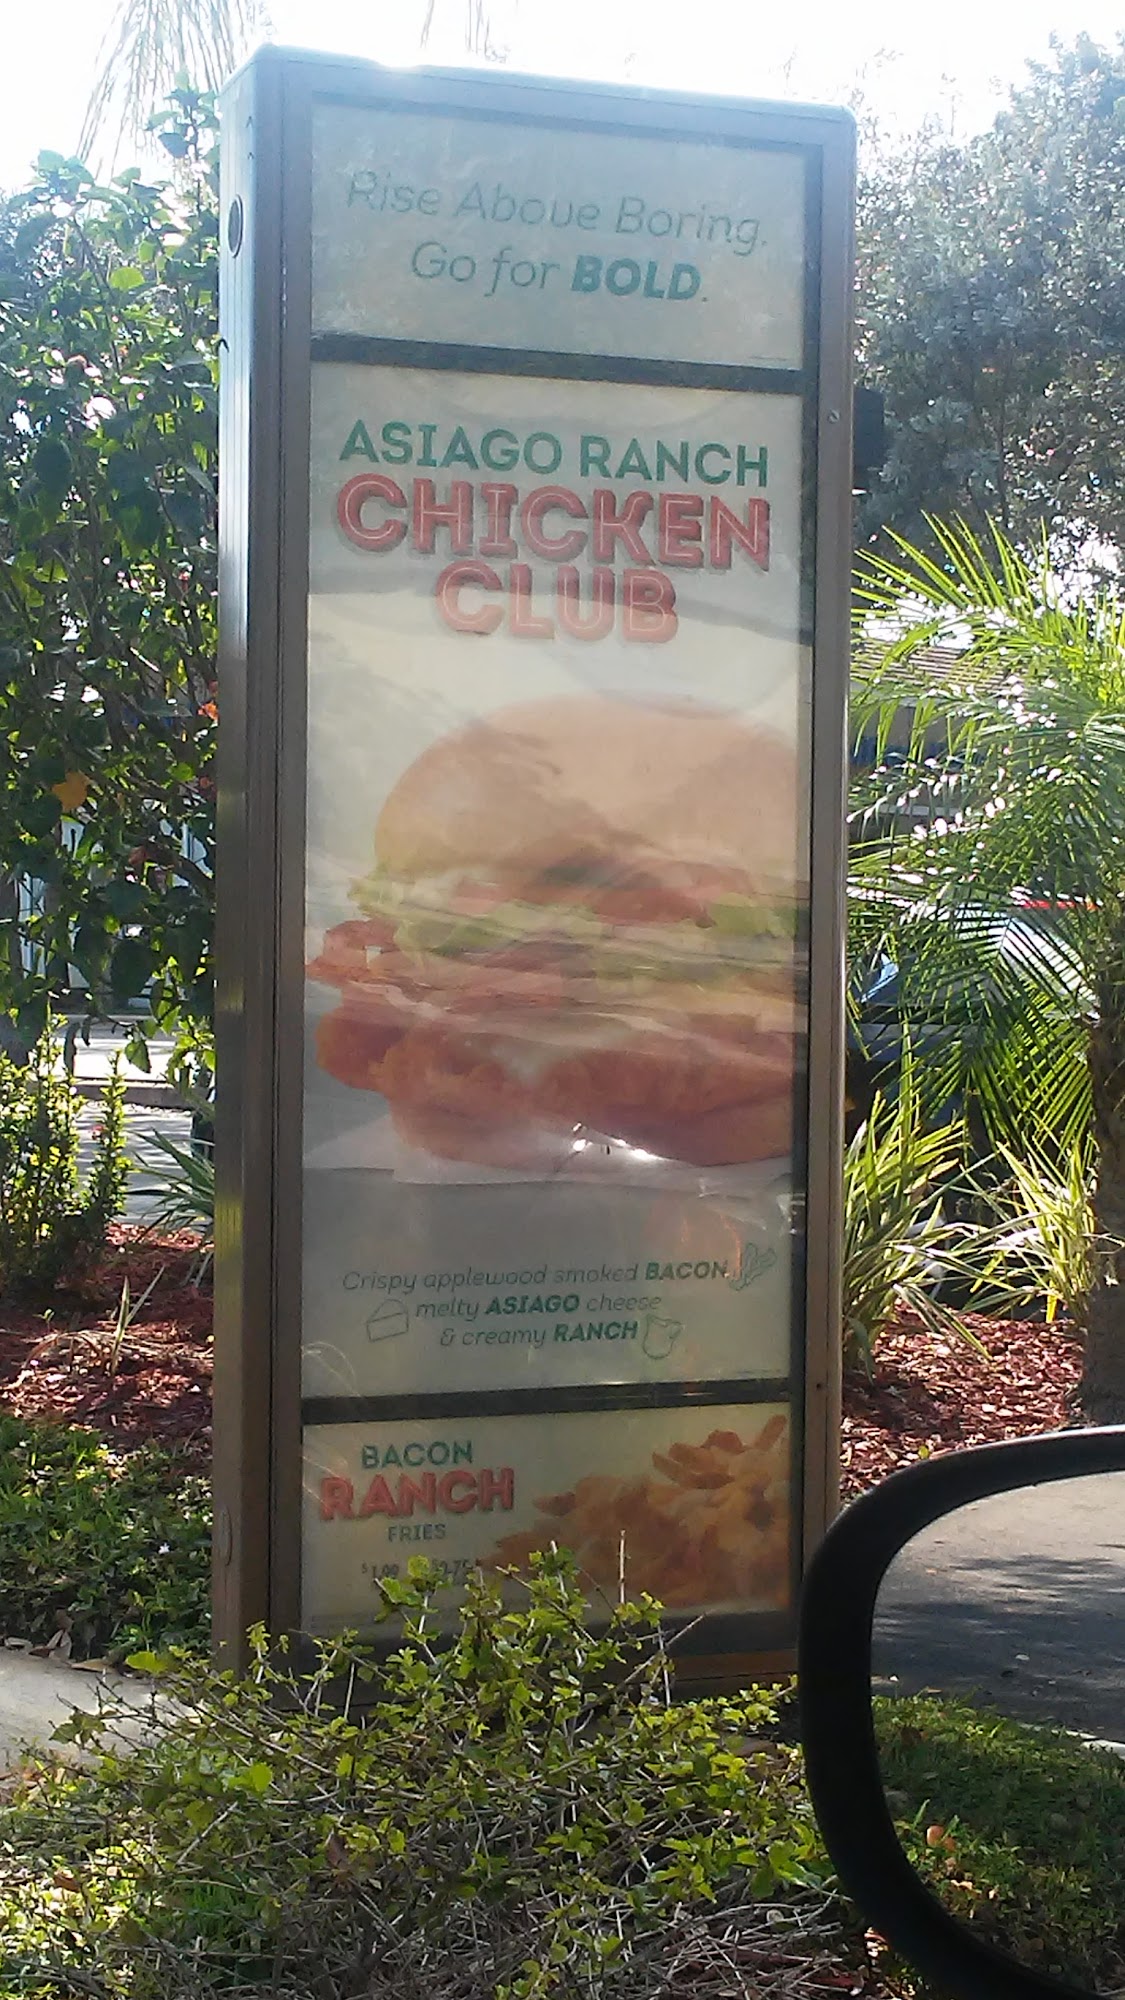 Rise Above Boring.
Go for BOLD.
ASIAGO RANCH
CHICKEN
CLUB
Crispy applewood smoked BACON,
melty ASIAGO cheese
& creamy RANCH
BACON
RANCH
FRIES